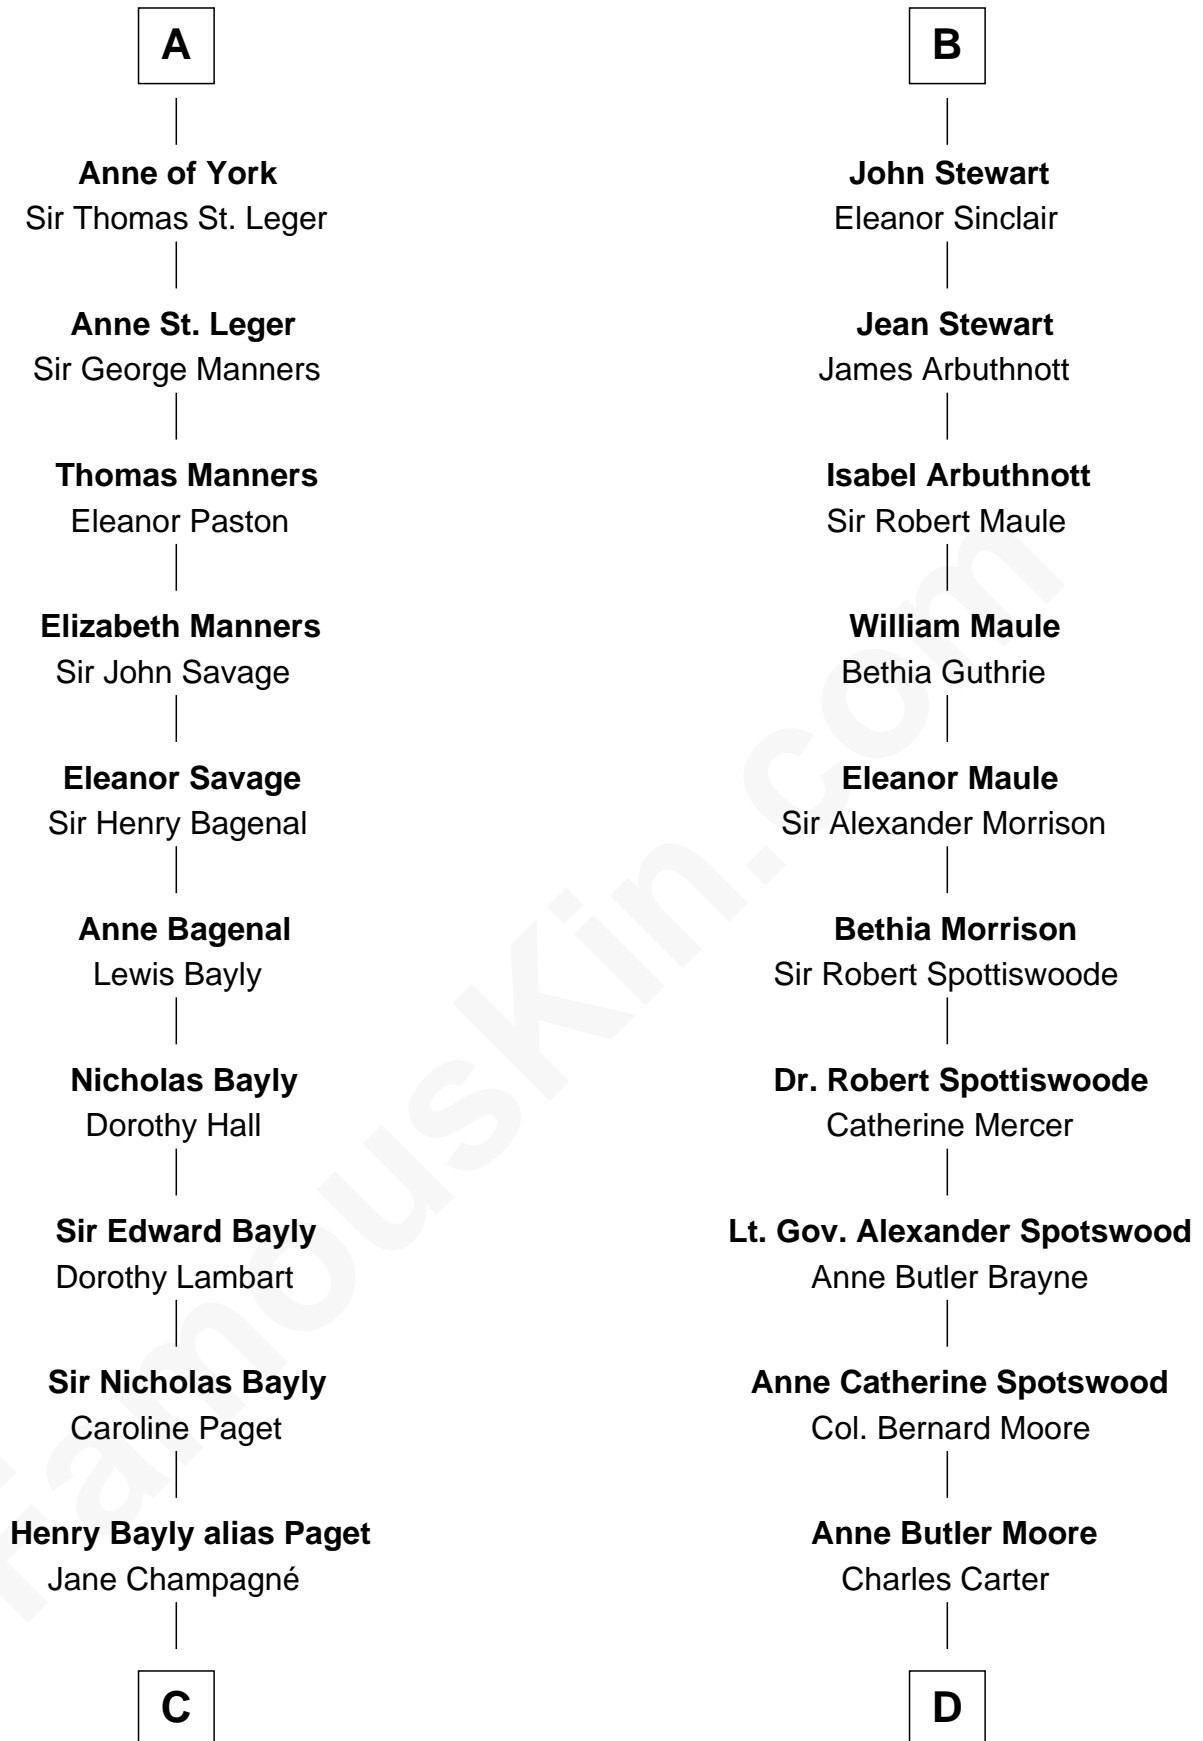 A
Anne of York
Sir Thomas St. Leger
Anne St. Leger
Sir George Manners
Thomas Manners
Eleanor Paston
Elizabeth Manners
Sir John Savage
Eleanor Savage
Sir Henry Bagenal
Anne Bagenal
Lewis Bayly
Nicholas Bayly
Dorothy Hall
Sir Edward Bayly
Dorothy Lambart
Sir Nicholas Bayly
Caroline Paget
Henry Bayly alias Paget
Jane Champagné
C
B
John Stewart
Eleanor Sinclair
Jean Stewart
James Arbuthnott
Isabel Arbuthnott
Sir Robert Maule
William Maule
Bethia Guthrie
Eleanor Maule
Sir Alexander Morrison
Bethia Morrison
Sir Robert Spottiswoode
Dr. Robert Spottiswoode
Catherine Mercer
Lt. Gov. Alexander Spotswood
Anne Butler Brayne
Anne Catherine Spotswood
Col. Bernard Moore
Anne Butler Moore
Charles Carter
D
FamousKin.com